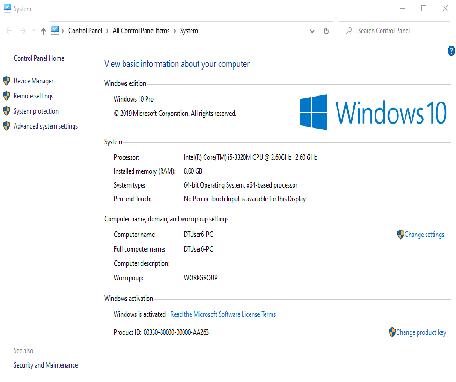 System
Control Panel > All Control Panel Items > System
Search Control Panel
Control Panel Home
Device Manager
Remote settings
System protection
Advanced system settings
View basic information about your computer
Windows edition
Windows 10 Pro
© 2019 Microsoft Corporation. All rights reserved.
Windows 10
System
Processor: Intel(R) Core(TM) i5-3320M CPU @ 2.60GHz 2.60 GHz
Installed memory (RAM): 8.00 GB
System type: 64-bit Operating System, x64-based processor
Pen and Touch: No Pen or Touch Input is available for this Display
Computer name, domain, and workgroup settings
Computer name: DTUser6-PC
Change settings
Full computer name: DTUser6-PC
Computer description:
Workgroup: WORKGROUP
Windows activation
Windows is activated Read the Microsoft Software License Terms
Product ID:
Change product key
See also
Security and Maintenance